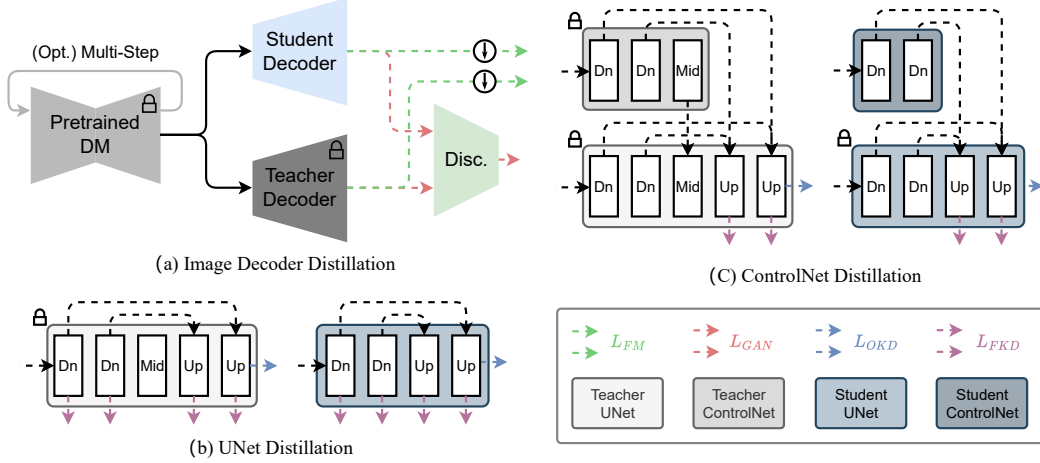 (Opt.) Multi-Step
Pretrained
DM
Student
Decoder
Teacher
Decoder
Disc.
(a) Image Decoder Distillation
Dn
Dn
Mid
Up
Up
Dn
Dn
Up
Up
(b) UNet Distillation
Dn
Dn
Mid
Dn
Dn
Dn
Dn
Mid
Up
Up
Dn
Dn
Up
Up
(C) ControlNet Distillation
L_FM
L_GAN
L_OKD
L_FKD
Teacher
UNet
Teacher
ControlNet
Student
UNet
Student
ControlNet